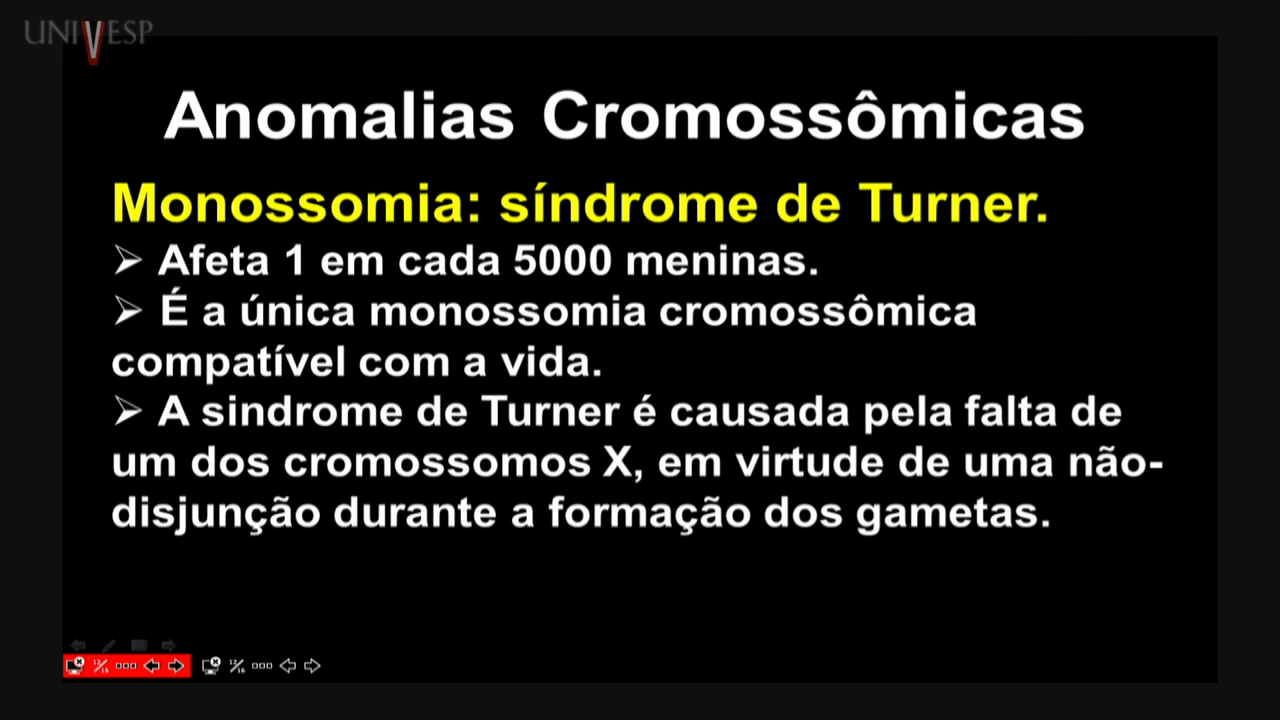 UNIVESP
Anomalias Cromossômicas
Monossomia: síndrome de Turner.
➢ Afeta 1 em cada 5000 meninas.
➢ É a única monossomia cromossômica
compatível com a vida.
➢ A sindrome de Turner é causada pela falta de
um dos cromossomos X, em virtude de uma não-
disjunção durante a formação dos gametas.